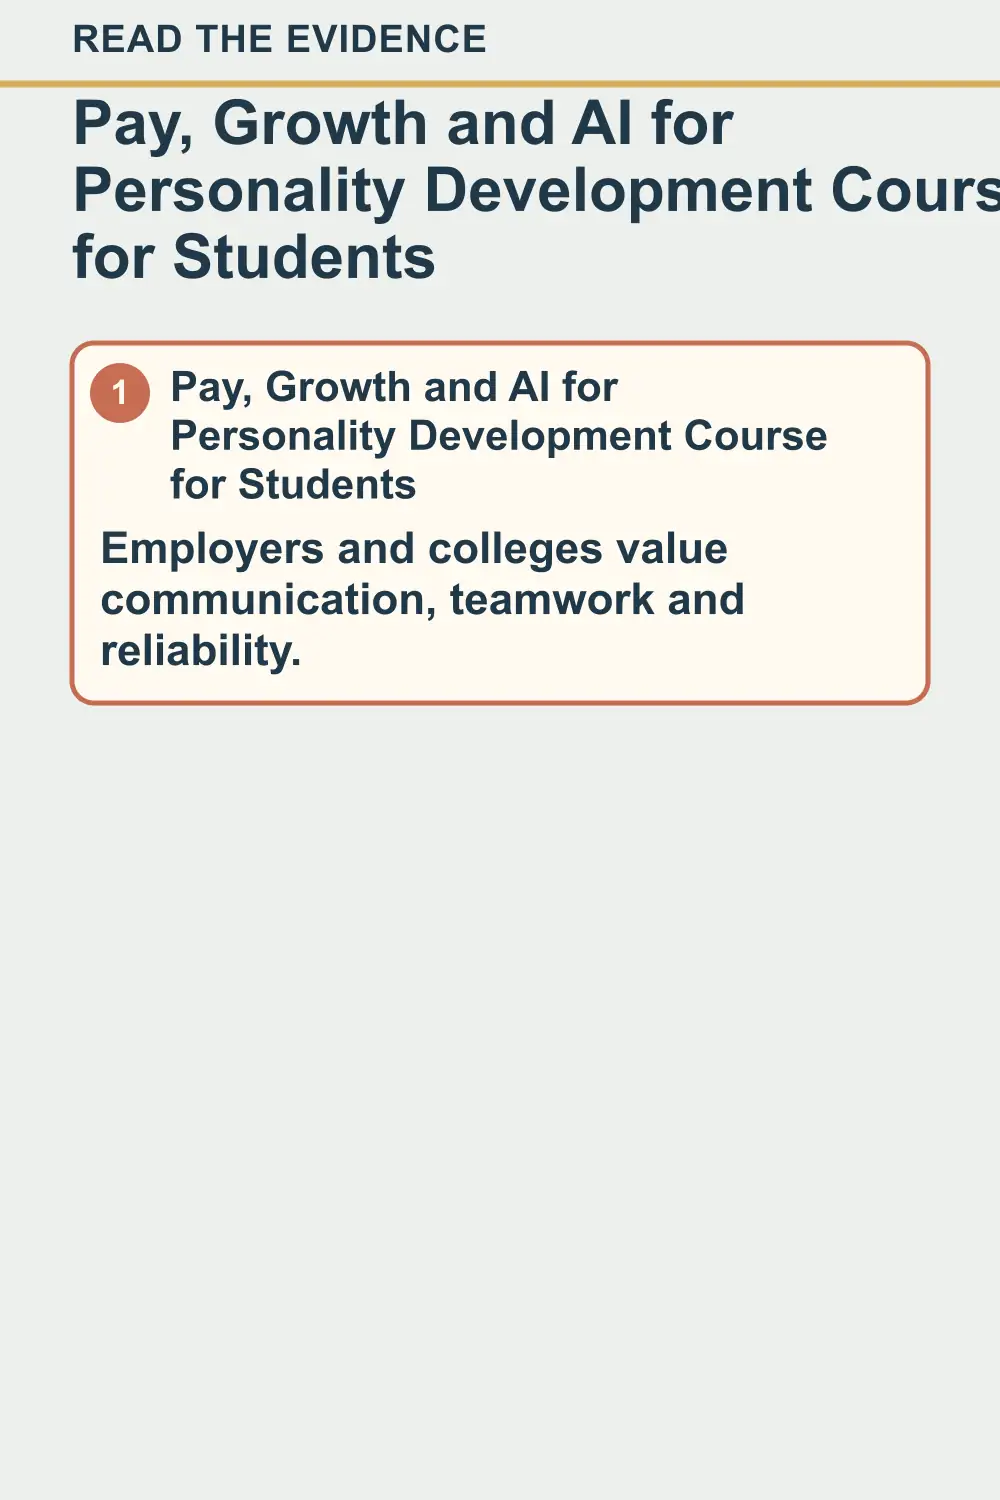 READ THE EVIDENCE
Pay, Growth and AI for
Personality Development Cours
for Students
1
Pay, Growth and AI for
Personality Development Course
for Students
Employers and colleges value
communication, teamwork and
reliability.